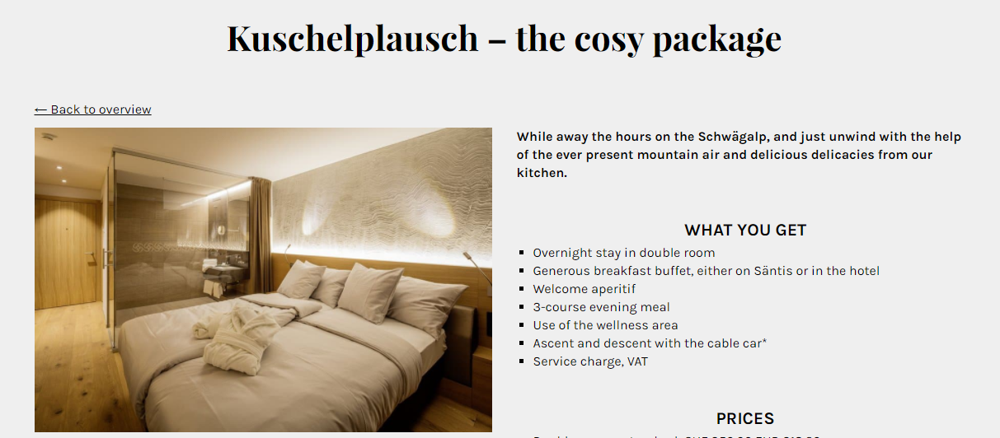 Kuschelplausch – the cosy package
← Back to overview
While away the hours on the Schwägalp, and just unwind with the help
of the ever present mountain air and delicious delicacies from our
kitchen.
WHAT YOU GET
Overnight stay in double room
Generous breakfast buffet, either on Säntis or in the hotel
Welcome aperitif
3-course evening meal
Use of the wellness area
Ascent and descent with the cable car*
Service charge, VAT
PRICES